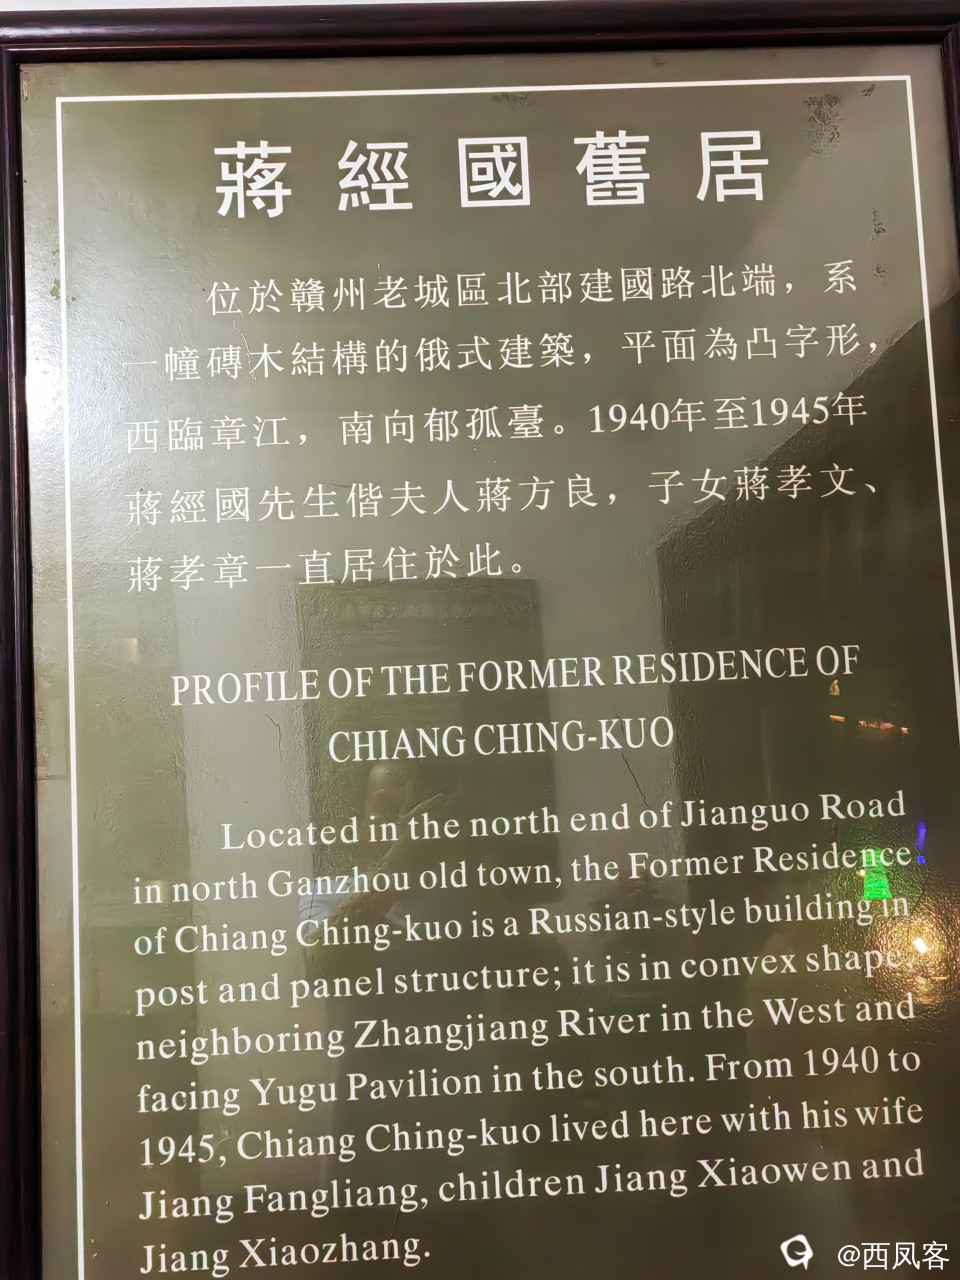 蔣經國舊居
位於贛州老城區北部建國路北端，系
一幢磚木結構的俄式建築，平面為凸字形，
西臨章江，南向郁孤臺。1940年至1945年
蔣經國先生偕夫人蔣方良，子女蔣孝文、
蔣孝章一直居住於此。
PROFILE OF THE FORMER RESIDENCE OF
CHIANG CHING-KUO
Located in the north end of Jianguo Road
in north Ganzhou old town, the Former Residence
of Chiang Ching-kuo is a Russian-style building in
post and panel structure; it is in convex shape,
neighboring Zhangjiang River in the West and
facing Yugu Pavilion in the south. From 1940 to
1945, Chiang Ching-kuo lived here with his wife
Jiang Fangliang, children Jiang Xiaowen and
Jiang Xiaozhang.
@西凤客